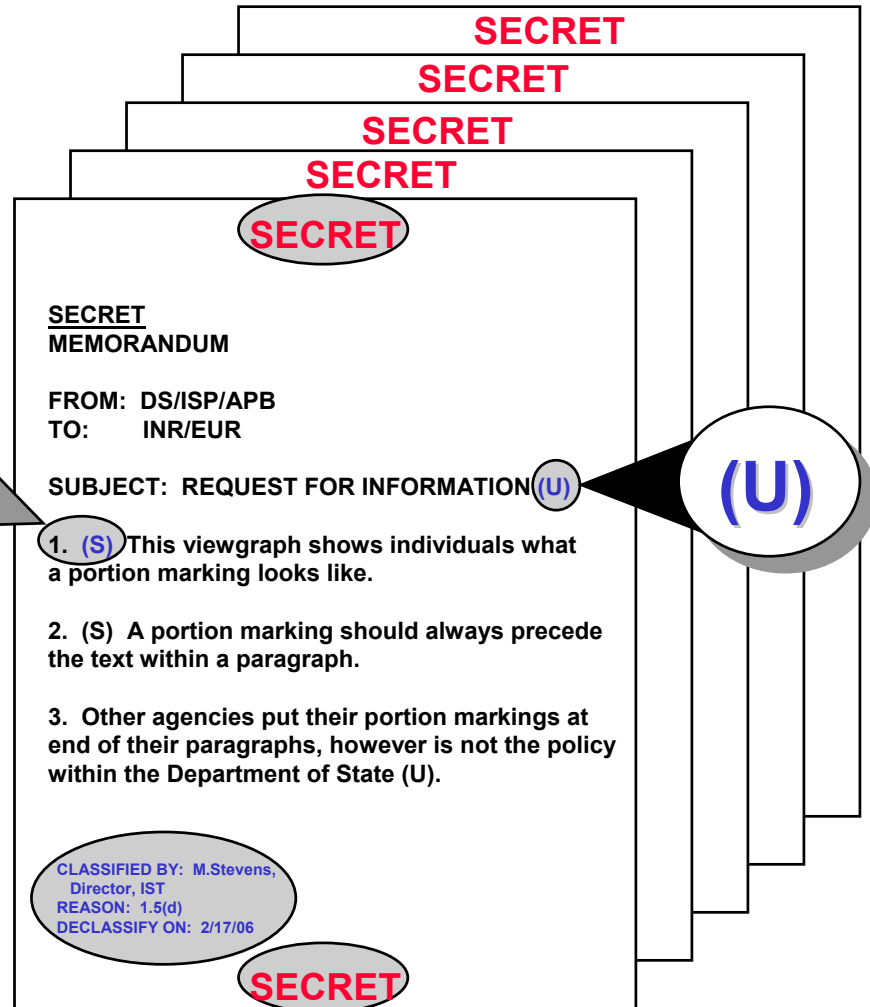 SECRET
SECRET
SECRET
SECRET
SECRET
SECRET
MEMORANDUM
FROM: DS/ISP/APB
TO: INR/EUR
SUBJECT: REQUEST FOR INFORMATION (U)
(U)
1. (S) This viewgraph shows individuals what
a portion marking looks like.
2. (S) A portion marking should always precede
the text within a paragraph.
3. Other agencies put their portion markings at
end of their paragraphs, however is not the policy
within the Department of State (U).
CLASSIFIED BY: M.Stevens,
Director, IST
REASON: 1.5(d)
DECLASSIFY ON: 2/17/06
SECRET